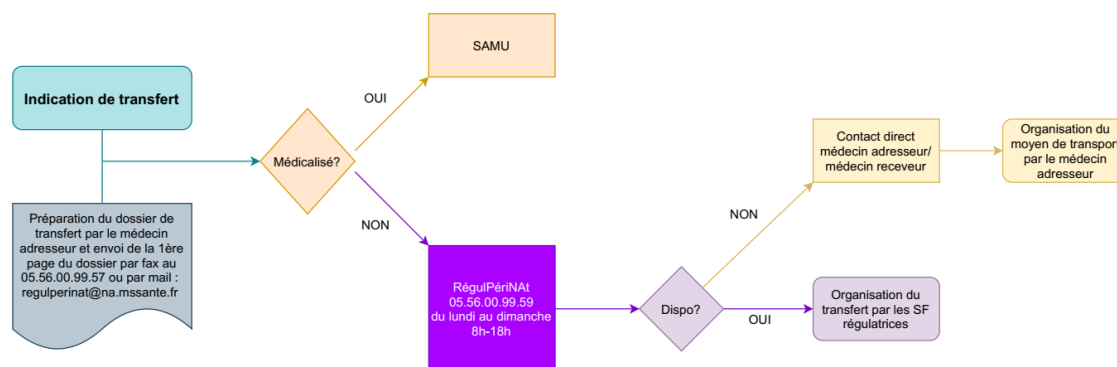 SAMU
Indication de transfert
OUI
Médicalisé?
Contact direct
médecin adresseur/
médecin receveur
Organisation du
moyen de transport
par le médecin
adresseur
Préparation du dossier de
transfert par le médecin
adresseur et envoi de la 1ère
page du dossier par fax au
05.56.00.99.57 ou par mail :
regulperinat@na.mssante.fr
NON
NON
RégulPériNAt
05.56.00.99.59
du lundi au dimanche
8h-18h
Dispo?
OUI
Organisation du
transfert par les SF
régulatrices